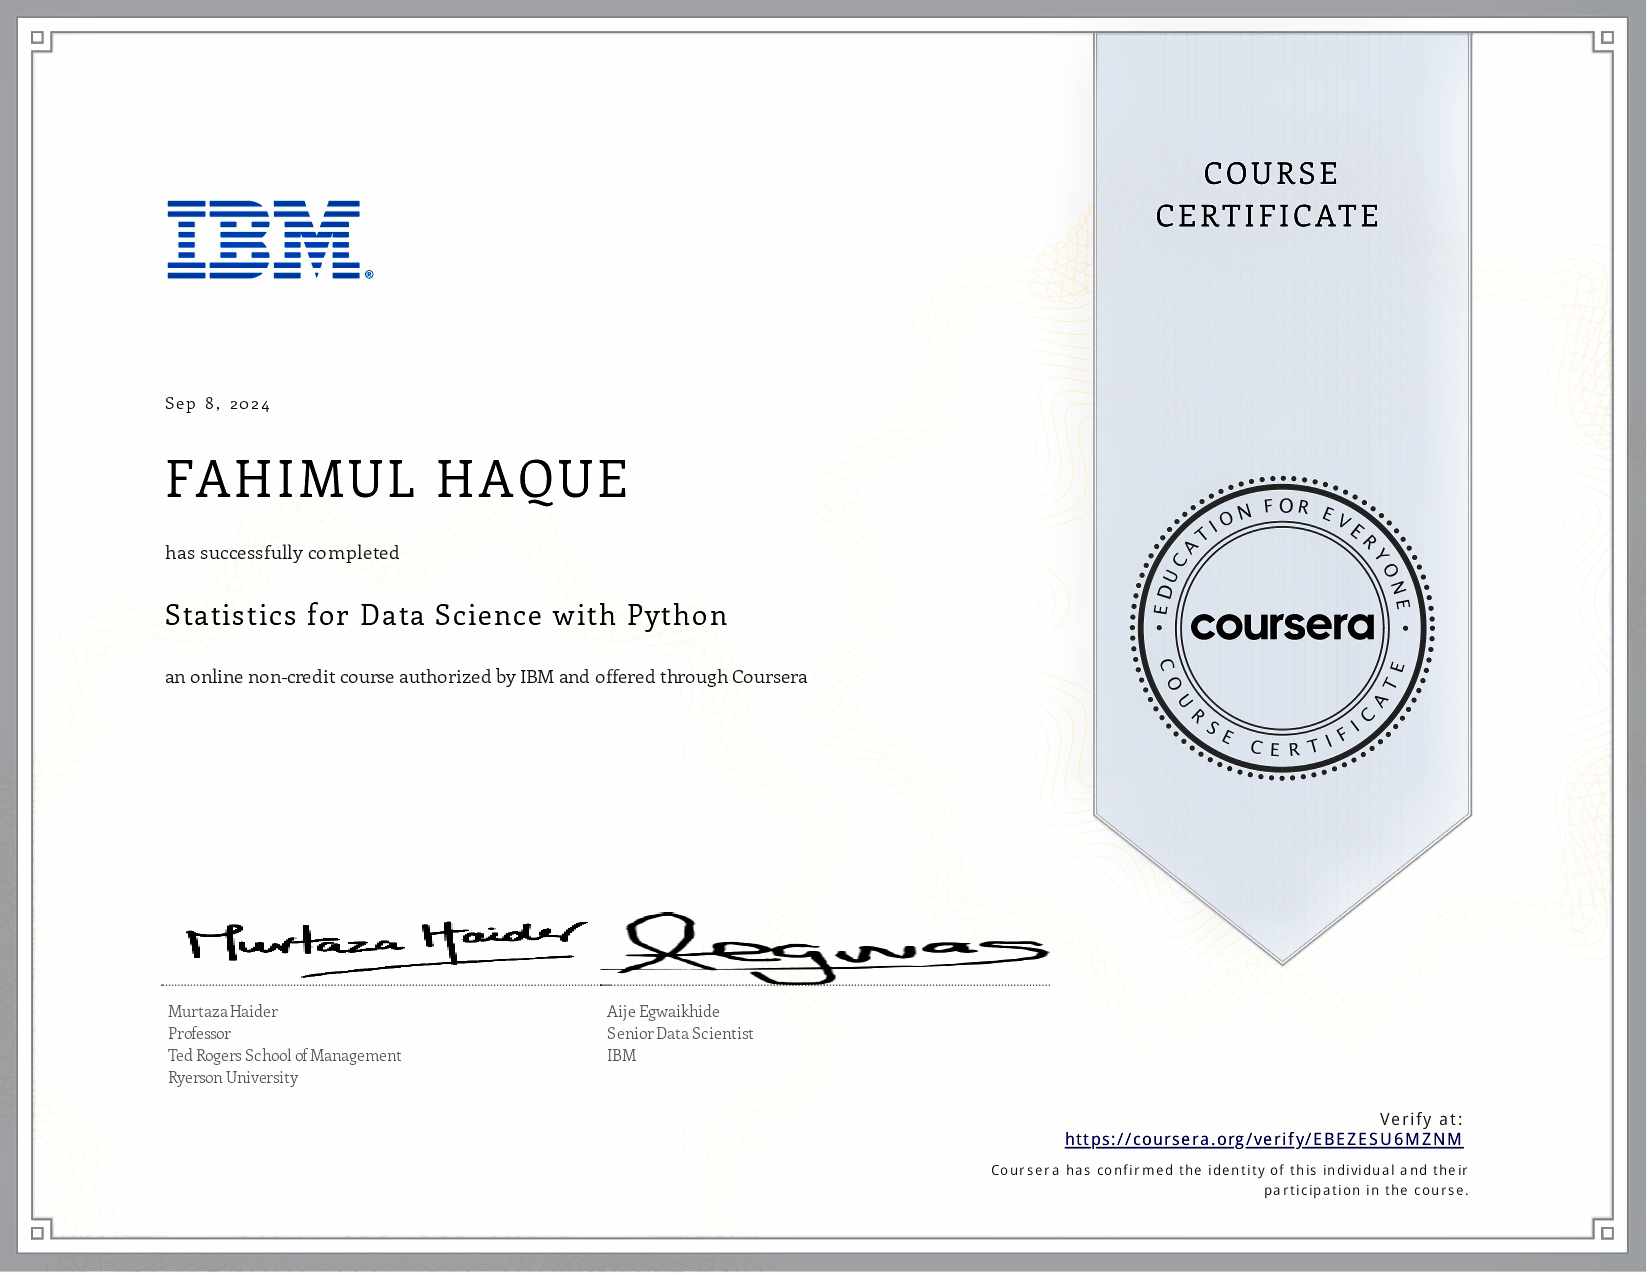 COURSE
CERTIFICATE
IBM®
Sep 8, 2024
FAHIMUL HAQUE
has successfully completed
Statistics for Data Science with Python
an online non-credit course authorized by IBM and offered through Coursera
EDUCATION FOR EVERYONE
coursera
COURSE CERTIFICATE
Murtaza Haider
Murtaza Haider
Professor
Ted Rogers School of Management
Ryerson University
Aije Egwaikhide
Senior Data Scientist
IBM
Verify at:
https://coursera.org/verify/EBEZESU6MZNM
Coursera has confirmed the identity of this individual and their
participation in the course.